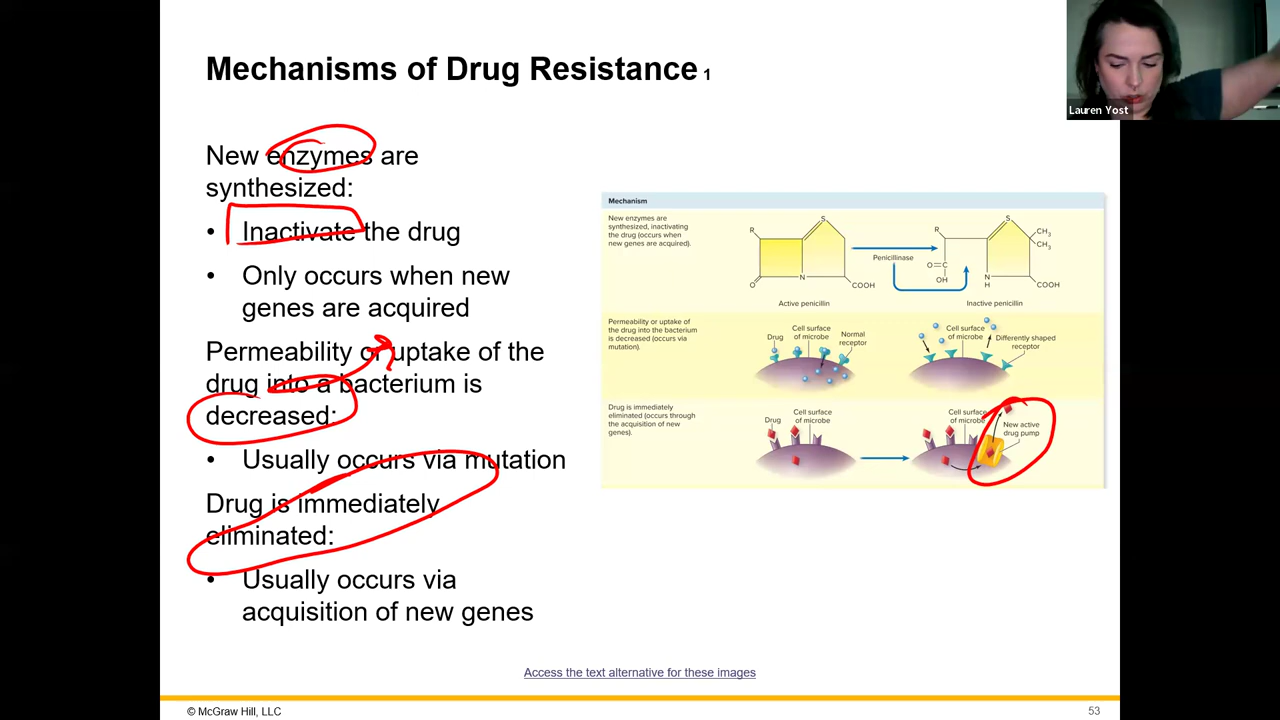 Mechanisms of Drug Resistance 1
Lauren Yost
New enzymes are
synthesized:
• Inactivate the drug
• Only occurs when new
genes are acquired
Permeability or uptake of the
drug into a bacterium is
decreased:
• Usually occurs via mutation
Drug is immediately
eliminated:
• Usually occurs via
acquisition of new genes
Mechanism
New enzymes are
synthesized, inactivating
the drug (occurs when
new genes are acquired).
R
S
N
O
COOH
Active penicillin
Penicillinase
R
S
CH3
CH3
O
C
OH
N
H
COOH
Inactive penicillin
Permeability or uptake of
the drug into the bacterium
is decreased (occurs via
mutation).
Drug
Cell surface
of microbe
Normal
receptor
Cell surface
of microbe
Differently shaped
receptor
Drug is immediately
eliminated (occurs through
the acquisition of new
genes).
Drug
Cell surface
of microbe
Cell surface
of microbe
New active
drug pump
Access the text alternative for these images
© McGraw Hill, LLC
53